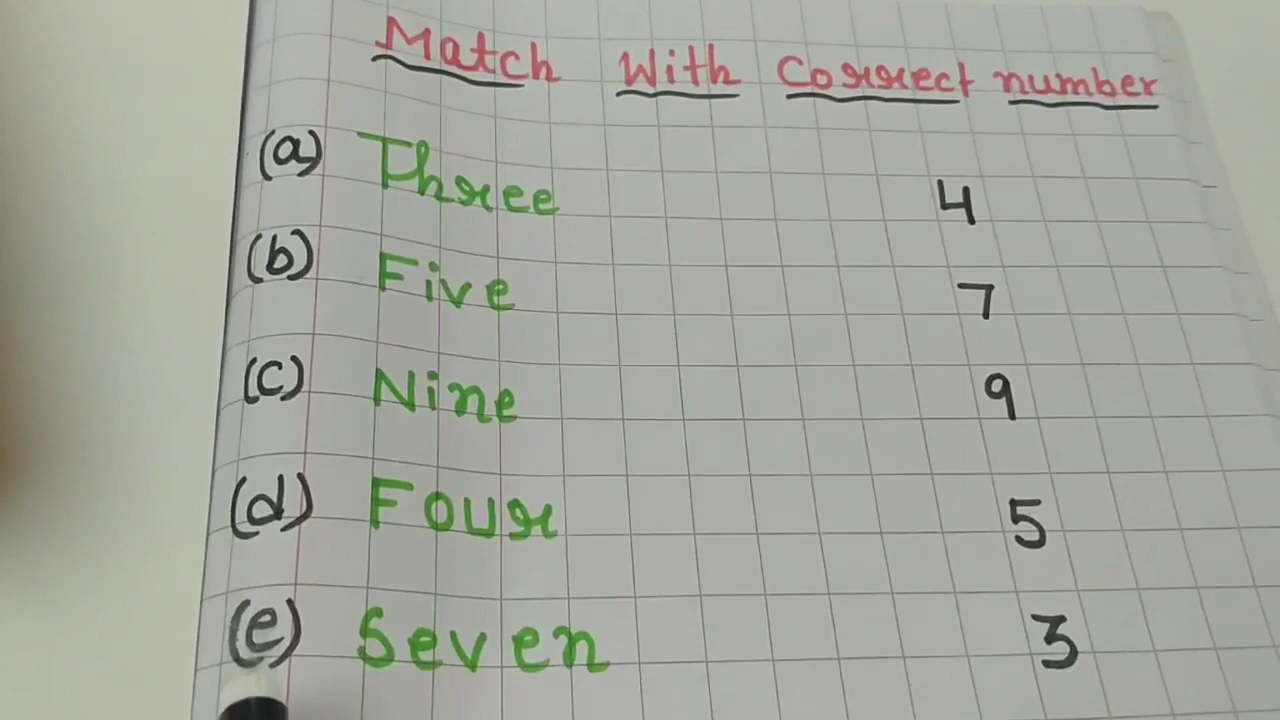 Match With Correct number
(a) Three 4
(b) Five 7
(c) Nine 9
(d) Four 5
(e) Seven 3